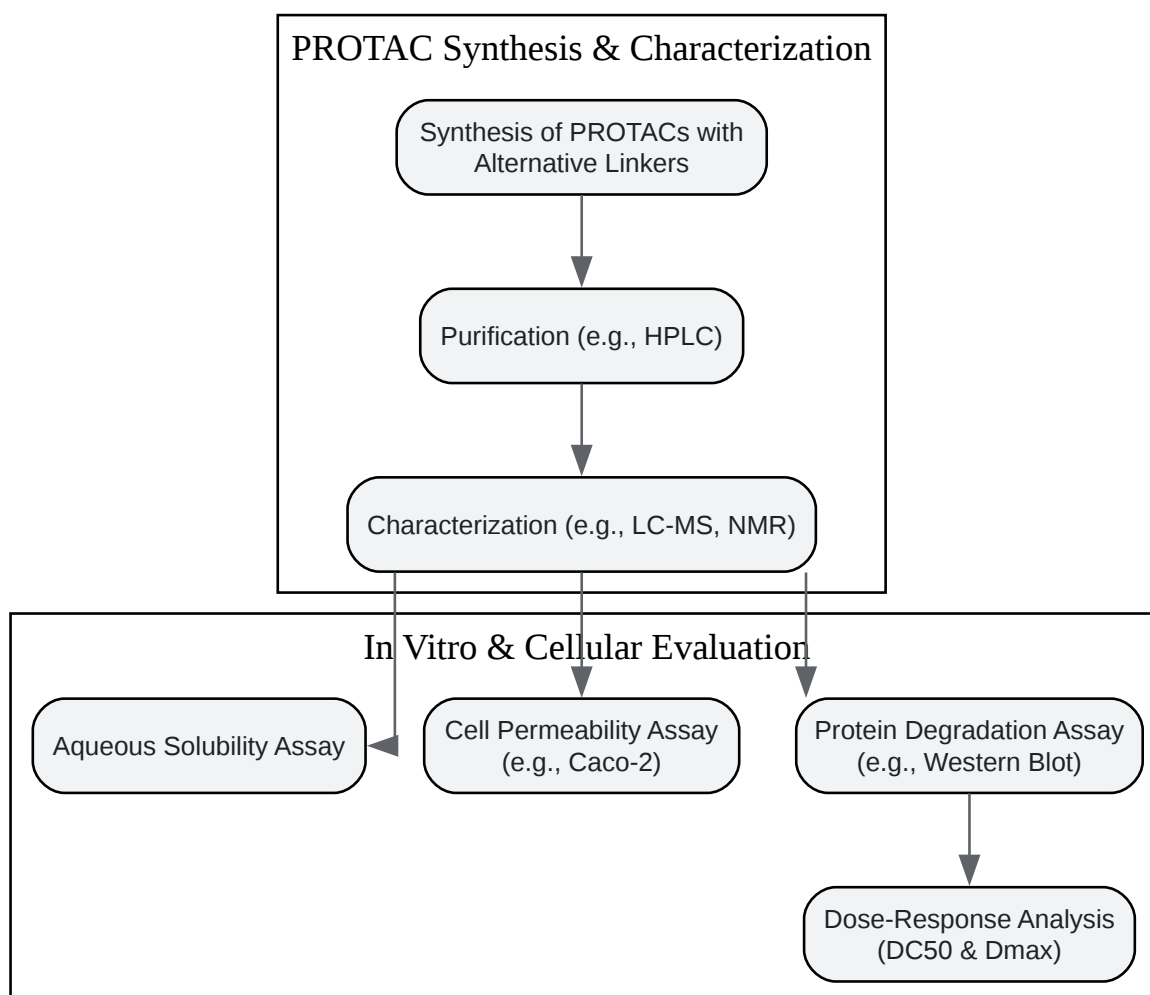 PROTAC Synthesis & Characterization
Synthesis of PROTACs with
Alternative Linkers
Purification (e.g., HPLC)
Characterization (e.g., LC-MS, NMR)
In Vitro & Cellular Evaluation
Aqueous Solubility Assay
Cell Permeability Assay
(e.g., Caco-2)
Protein Degradation Assay
(e.g., Western Blot)
Dose-Response Analysis
(DC50 & Dmax)